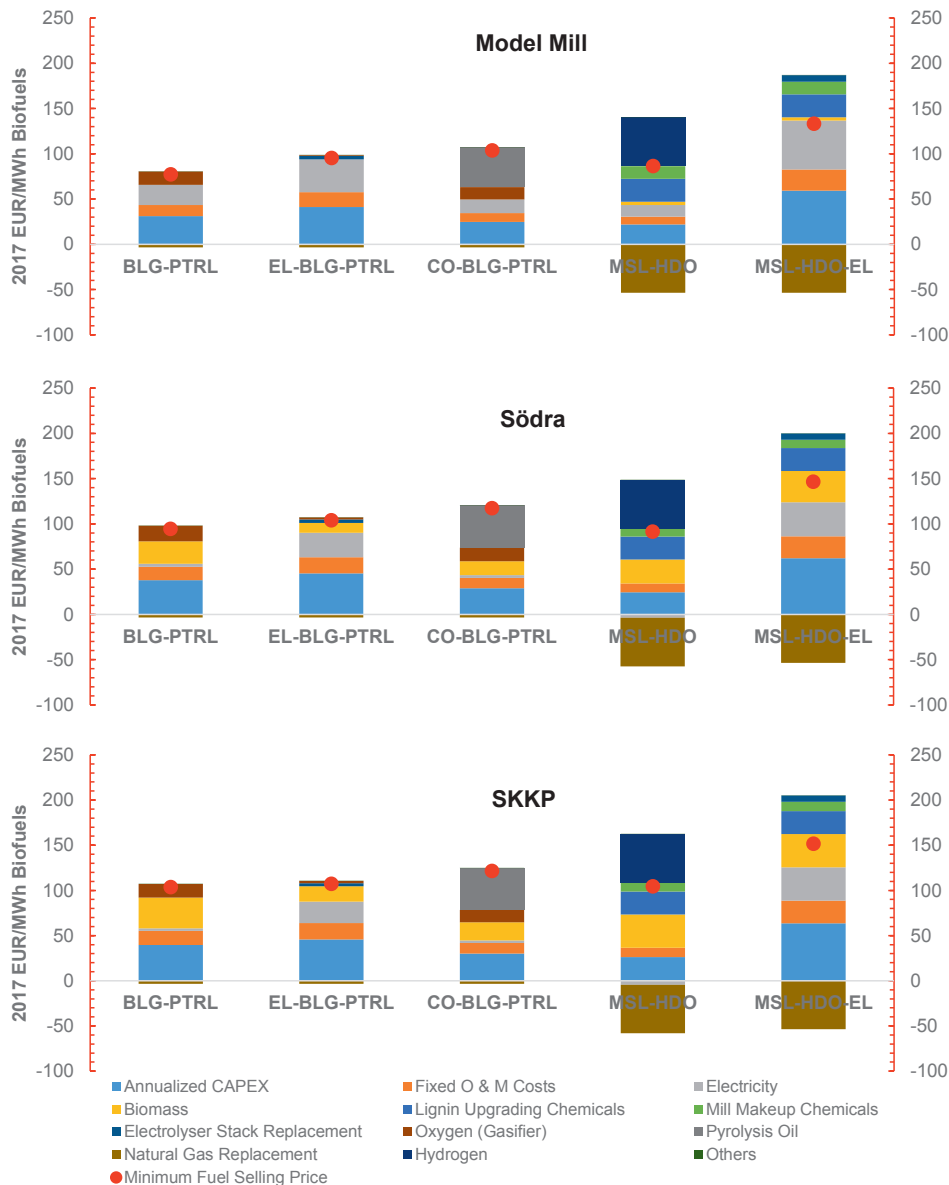 Model Mill
2017 EUR/MWh Biofuels
250 250
200 200
150 150
100 100
50 50
0 0
-50 -50
-100 -100
BLG-PTRL EL-BLG-PTRL CO-BLG-PTRL MSL-HDO MSL-HDO-EL
Södra
2017 EUR/MWh Biofuels
250 250
200 200
150 150
100 100
50 50
0 0
-50 -50
-100 -100
BLG-PTRL EL-BLG-PTRL CO-BLG-PTRL MSL-HDO MSL-HDO-EL
SKKP
2017 EUR/MWh Biofuels
250 250
200 200
150 150
100 100
50 50
0 0
-50 -50
-100 -100
BLG-PTRL EL-BLG-PTRL CO-BLG-PTRL MSL-HDO MSL-HDO-EL
Annualized CAPEX Fixed O & M Costs Electricity
Biomass Lignin Upgrading Chemicals Mill Makeup Chemicals
Electrolyser Stack Replacement Oxygen (Gasifier) Pyrolysis Oil
Natural Gas Replacement Hydrogen Others
Minimum Fuel Selling Price